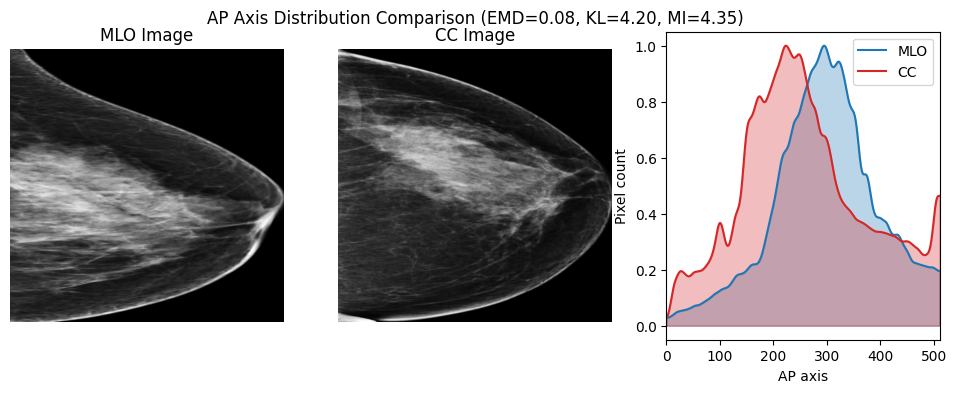 AP Axis Distribution Comparison (EMD=0.08, KL=4.20, MI=4.35)
MLO Image
CC Image
MLO
CC
Pixel count
1.0
0.8
0.6
0.4
0.2
0.0
0 100 200 300 400 500
AP axis